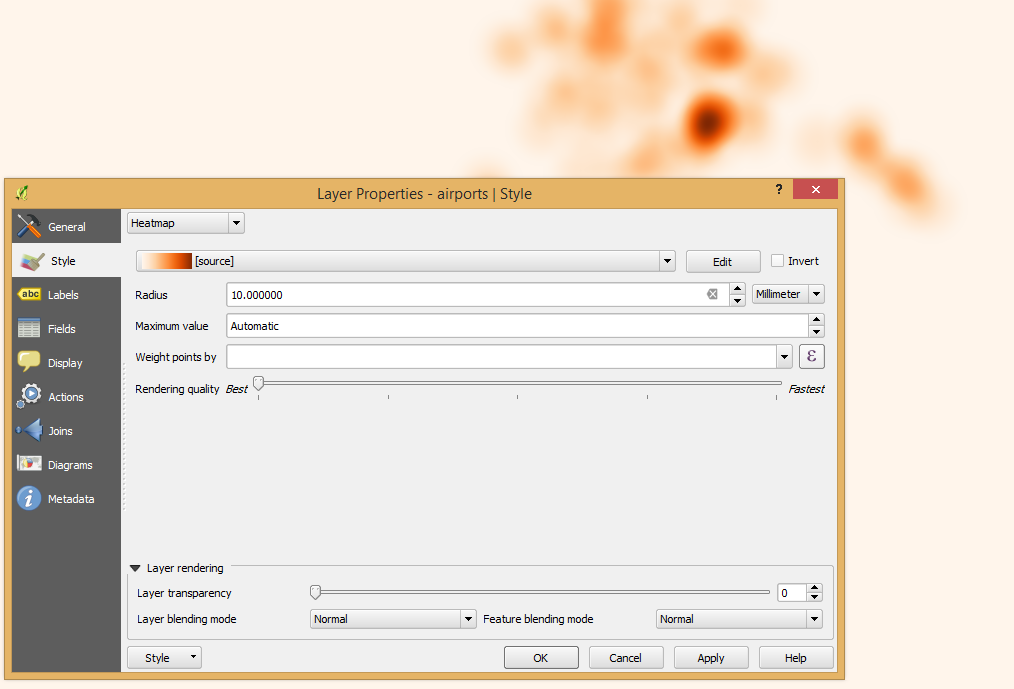 Layer Properties - airports | Style
?
General
Style
abc Labels
Fields
Display
Actions
Joins
Diagrams
i Metadata
Heatmap
[source]
Edit
Invert
Radius
10.000000
Millimeter
Maximum value
Automatic
Weight points by
ε
Rendering quality Best Fastest
Layer rendering
Layer transparency
0
Layer blending mode Normal Feature blending mode Normal
Style OK Cancel Apply Help